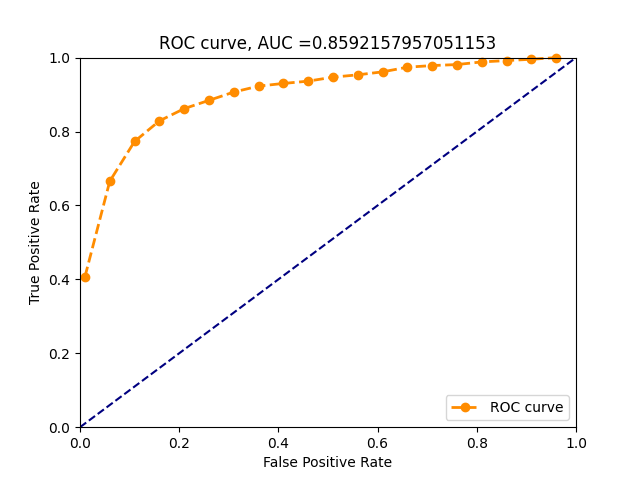 ROC curve, AUC =0.8592157957051153
1.0
0.8
0.6
0.4
0.2
0.0
True Positive Rate
0.0 0.2 0.4 0.6 0.8 1.0
False Positive Rate
ROC curve